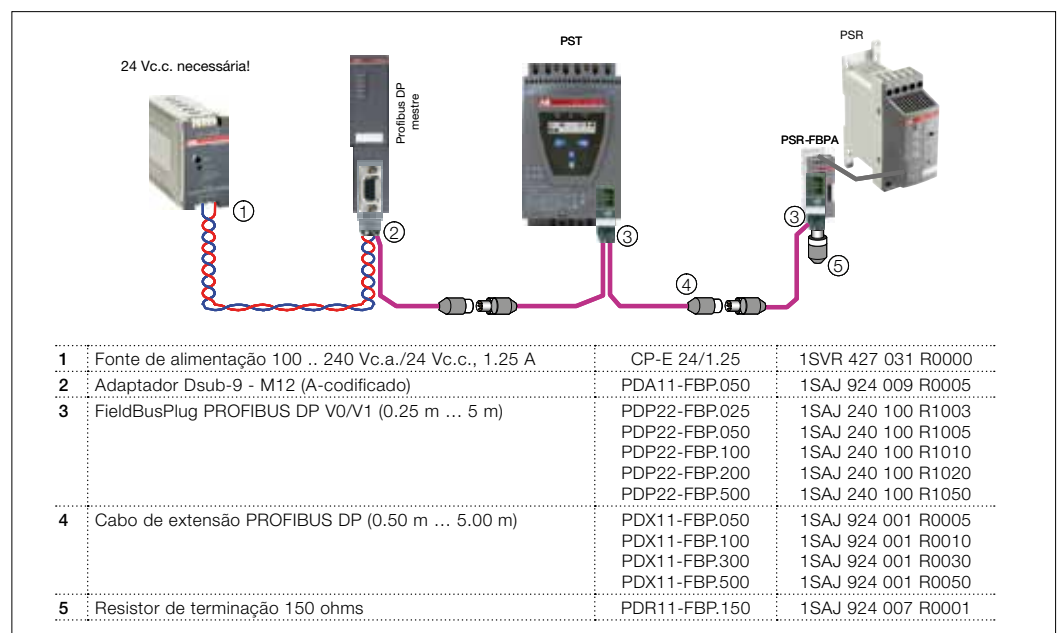 24 Vc.c. necessária!
Profibus DP
mestre
PST
PSR
PSR-FBPA
1
2
3
4
3
5
1 Fonte de alimentação 100 .. 240 Vc.a./24 Vc.c., 1.25 A CP-E 24/1.25 1SVR 427 031 R0000
2 Adaptador Dsub-9 - M12 (A-codificado) PDA11-FBP.050 1SAJ 924 009 R0005
3 FieldBusPlug PROFIBUS DP V0/V1 (0.25 m … 5 m) PDP22-FBP.025 1SAJ 240 100 R1003
PDP22-FBP.050 1SAJ 240 100 R1005
PDP22-FBP.100 1SAJ 240 100 R1010
PDP22-FBP.200 1SAJ 240 100 R1020
PDP22-FBP.500 1SAJ 240 100 R1050
4 Cabo de extensão PROFIBUS DP (0.50 m … 5.00 m) PDX11-FBP.050 1SAJ 924 001 R0005
PDX11-FBP.100 1SAJ 924 001 R0010
PDX11-FBP.300 1SAJ 924 001 R0030
PDX11-FBP.500 1SAJ 924 001 R0050
5 Resistor de terminação 150 ohms PDR11-FBP.150 1SAJ 924 007 R0001